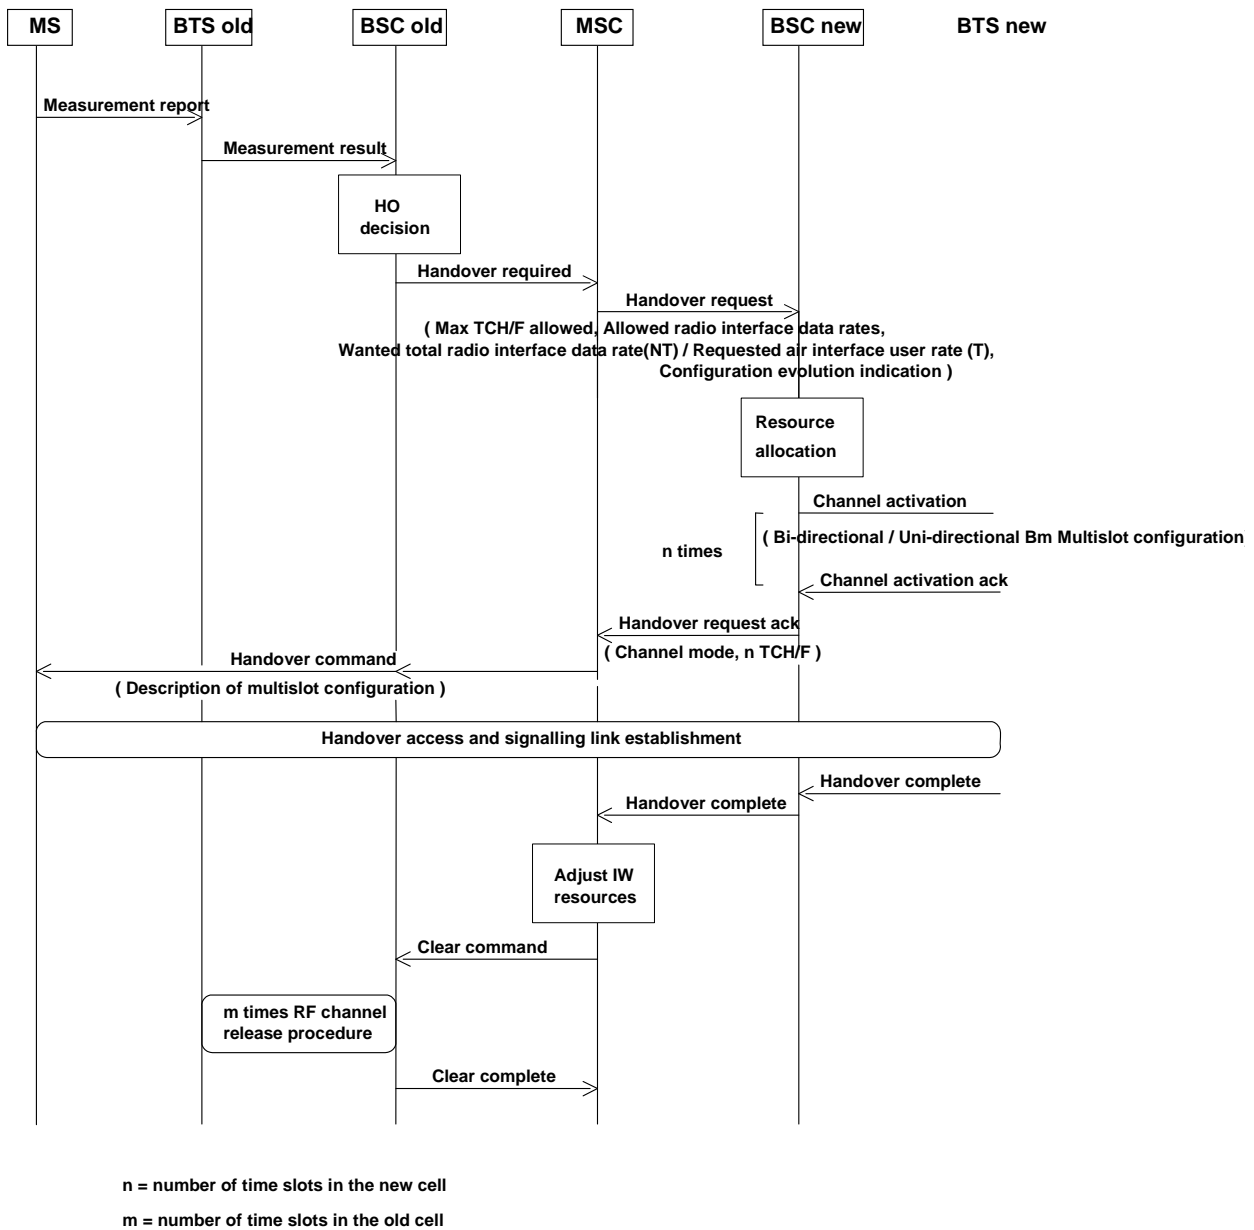 MS BTS old BSC old MSC BSC new BTS new
Measurement report
Measurement result
HO
decision
Handover required
Handover request
( Max TCH/F allowed, Allowed radio interface data rates,
Wanted total radio interface data rate(NT) / Requested air interface user rate (T),
Configuration evolution indication )
Resource
allocation
Channel activation
( Bi-directional / Uni-directional Bm Multislot configuration
n times
Channel activation ack
Handover request ack
( Channel mode, n TCH/F )
Handover command
( Description of multislot configuration )
Handover access and signalling link establishment
Handover complete
Handover complete
Adjust IW
resources
Clear command
m times RF channel
release procedure
Clear complete
n = number of time slots in the new cell
m = number of time slots in the old cell